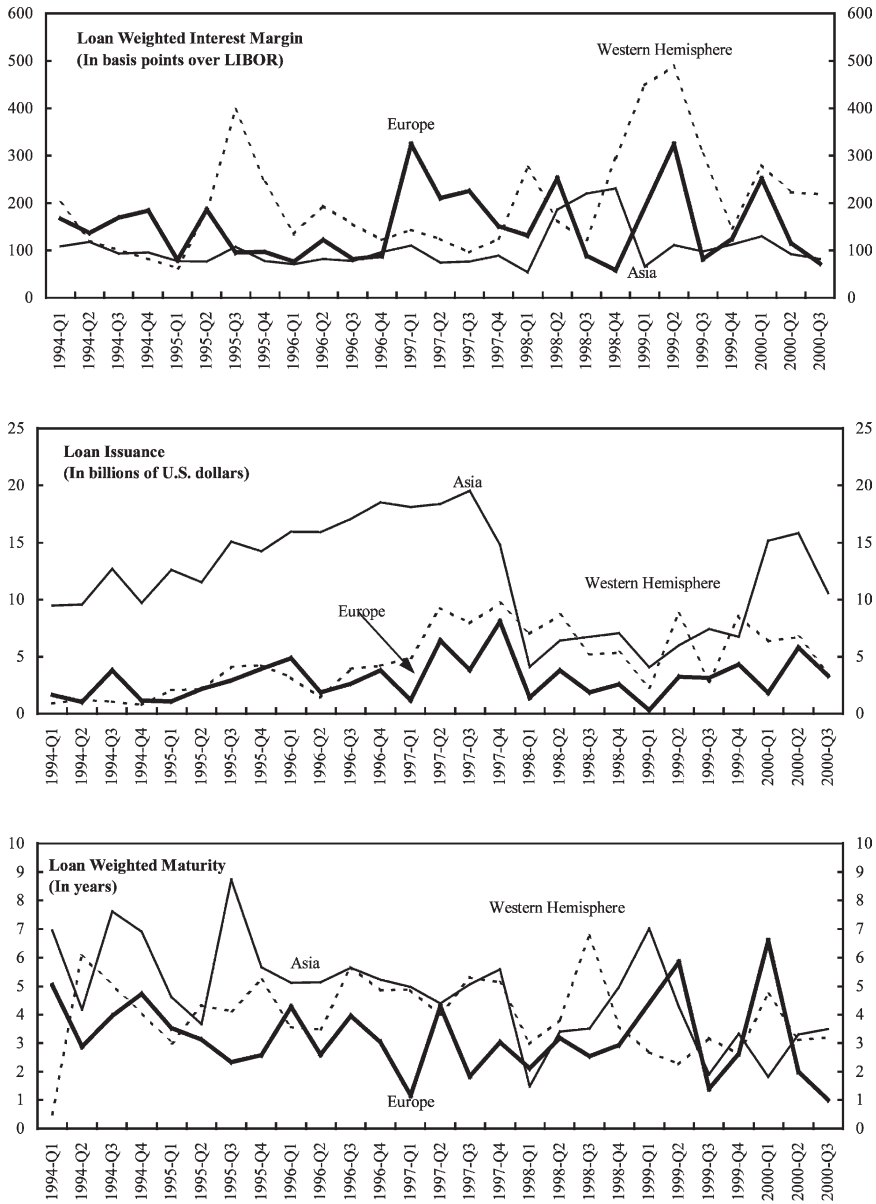 Loan Weighted Interest Margin
(In basis points over LIBOR)
Western Hemisphere
Europe
Asia
600 600
500 500
400 400
300 300
200 200
100 100
0 0
1994-Q1
1994-Q2
1994-Q3
1994-Q4
1995-Q1
1995-Q2
1995-Q3
1995-Q4
1996-Q1
1996-Q2
1996-Q3
1996-Q4
1997-Q1
1997-Q2
1997-Q3
1997-Q4
1998-Q1
1998-Q2
1998-Q3
1998-Q4
1999-Q1
1999-Q2
1999-Q3
1999-Q4
2000-Q1
2000-Q2
2000-Q3
Loan Issuance
(In billions of U.S. dollars)
Asia
Western Hemisphere
Europe
25 25
20 20
15 15
10 10
5 5
0 0
1994-Q1
1994-Q2
1994-Q3
1994-Q4
1995-Q1
1995-Q2
1995-Q3
1995-Q4
1996-Q1
1996-Q2
1996-Q3
1996-Q4
1997-Q1
1997-Q2
1997-Q3
1997-Q4
1998-Q1
1998-Q2
1998-Q3
1998-Q4
1999-Q1
1999-Q2
1999-Q3
1999-Q4
2000-Q1
2000-Q2
2000-Q3
Loan Weighted Maturity
(In years)
Western Hemisphere
Asia
Europe
10 10
9 9
8 8
7 7
6 6
5 5
4 4
3 3
2 2
1 1
0 0
1994-Q1
1994-Q2
1994-Q3
1994-Q4
1995-Q1
1995-Q2
1995-Q3
1995-Q4
1996-Q1
1996-Q2
1996-Q3
1996-Q4
1997-Q1
1997-Q2
1997-Q3
1997-Q4
1998-Q1
1998-Q2
1998-Q3
1998-Q4
1999-Q1
1999-Q2
1999-Q3
1999-Q4
2000-Q1
2000-Q2
2000-Q3